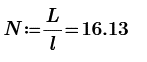 N := L/l = 16.13